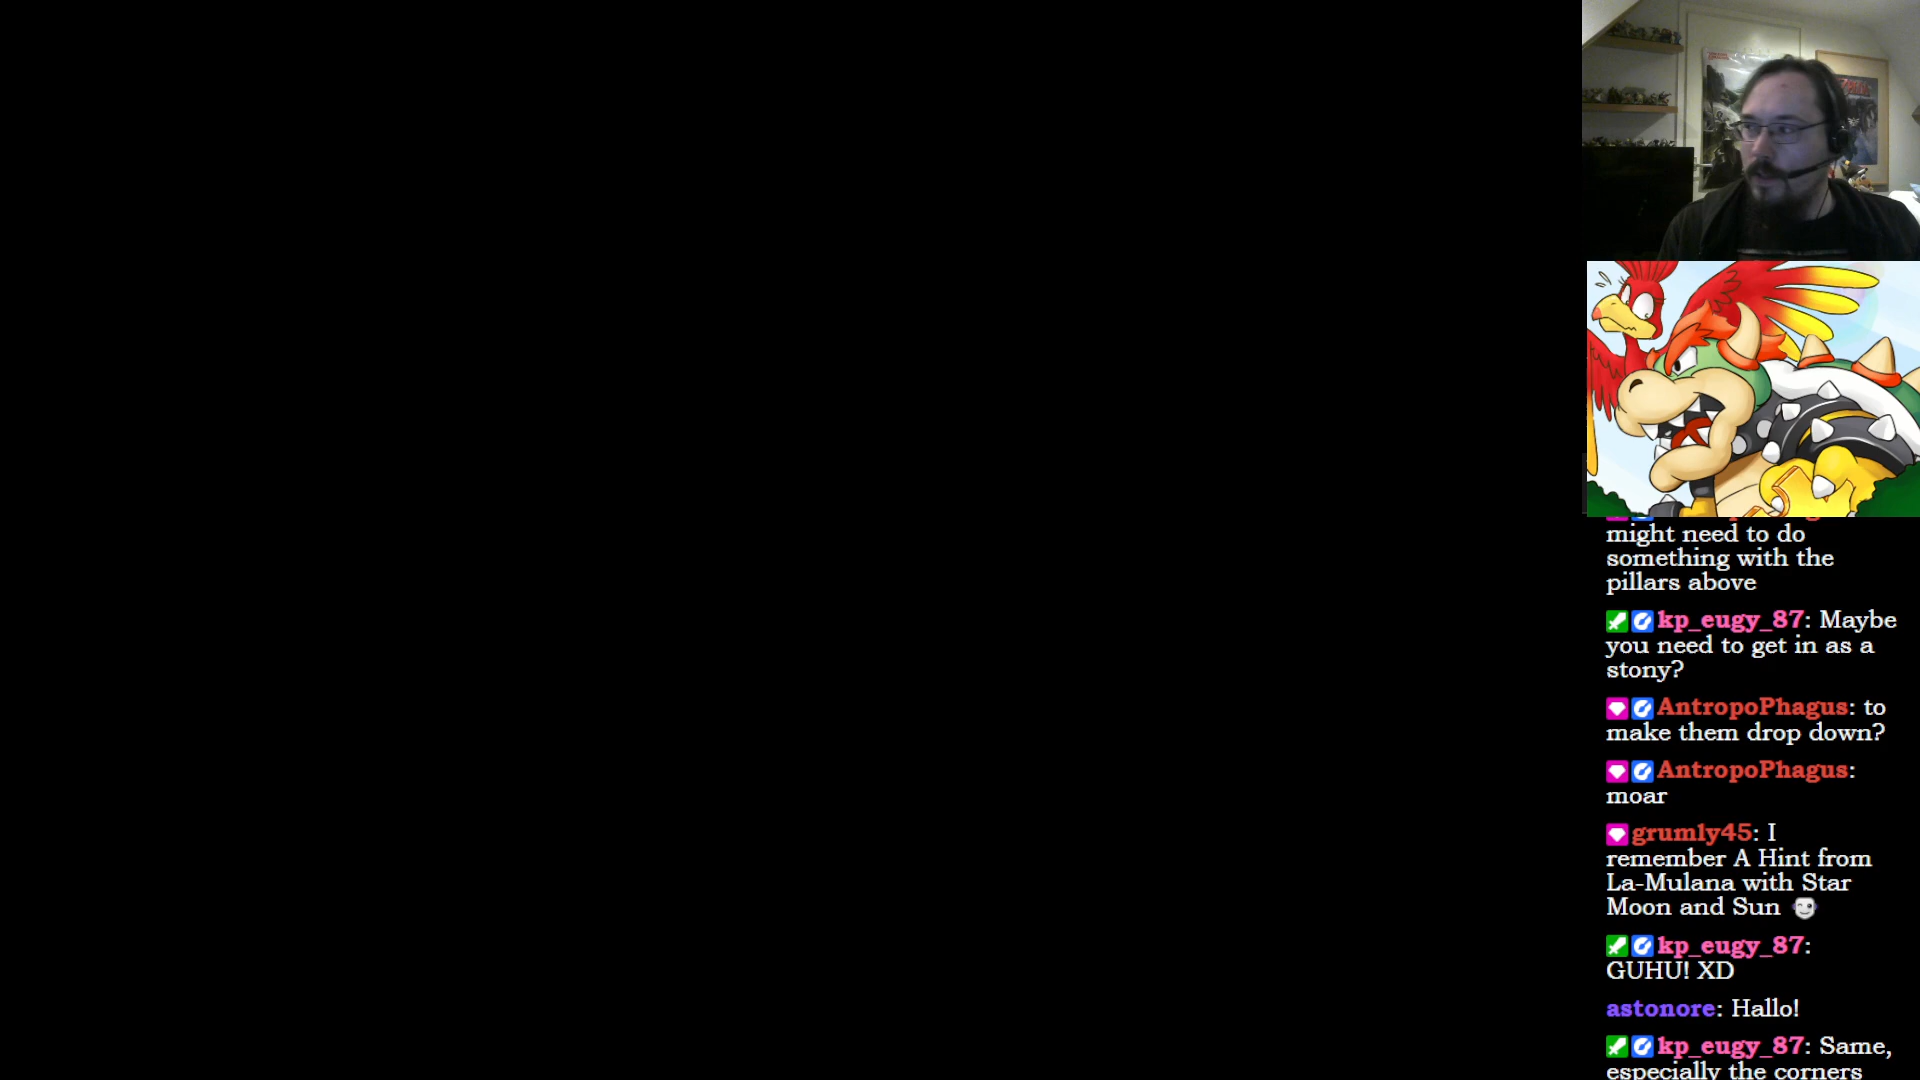 might need to do
something with the
pillars above
kp_eugy_87: Maybe
you need to get in as a
stony?
AntropoPhagus: to
make them drop down?
AntropoPhagus:
moar
grumly45: I
remember A Hint from
La-Mulana with Star
Moon and Sun
kp_eugy_87:
GUHU! XD
astonore: Hallo!
kp_eugy_87: Same,
especially the corners